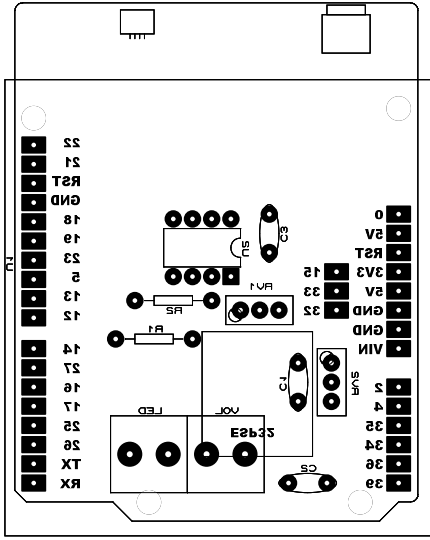 22
21
RST
GND
18
0
19
5V
U2
C3
23
RST
U1
5
15
3V3
13
33
5V
RV1
12
R2
32
GND
R1
GND
14
VIN
27
C1
RV2
16
2
17
LED
VOL
4
25
ESP32
35
26
34
TX
C2
36
RX
39